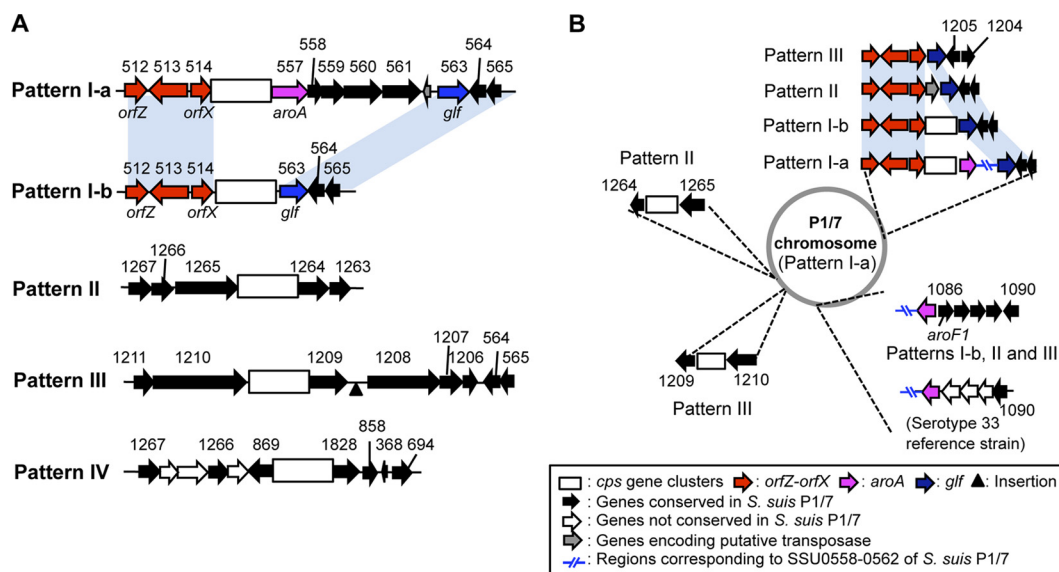 A
558
564
512 513 514 557 559 560 561 563 565
Pattern I-a
orfZ orfX aroA glf
564
512 513 514 563 565
Pattern I-b
orfZ orfX glf
1266
1267 1265 1264 1263
Pattern II
1207 564
1211 1210 1209 1208 1206 565
Pattern III
858
1267 1266 869 1828 368 694
Pattern IV
B
1205 1204
Pattern III
Pattern II
Pattern I-b
Pattern I-a
Pattern II
1264 1265
P1/7
chromosome
(Pattern I-a)
1086 1090
aroF1
Patterns I-b, II and III
1209 1210
Pattern III
1090
(Serotype 33
reference strain)
: cps gene clusters : orfZ-orfX : aroA : glf : Insertion
: Genes conserved in S. suis P1/7
: Genes not conserved in S. suis P1/7
: Genes encoding putative transposase
: Regions corresponding to SSU0558-0562 of S. suis P1/7